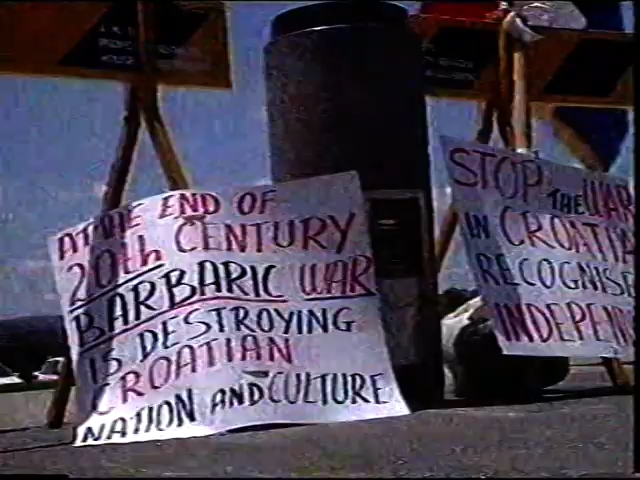 AT THE END OF
20th CENTURY
BARBARIC WAR
IS DESTROYING
CROATIAN
NATION AND CULTURE
STOP THE WAR
IN CROATIA
RECOGNISE
INDEPEN